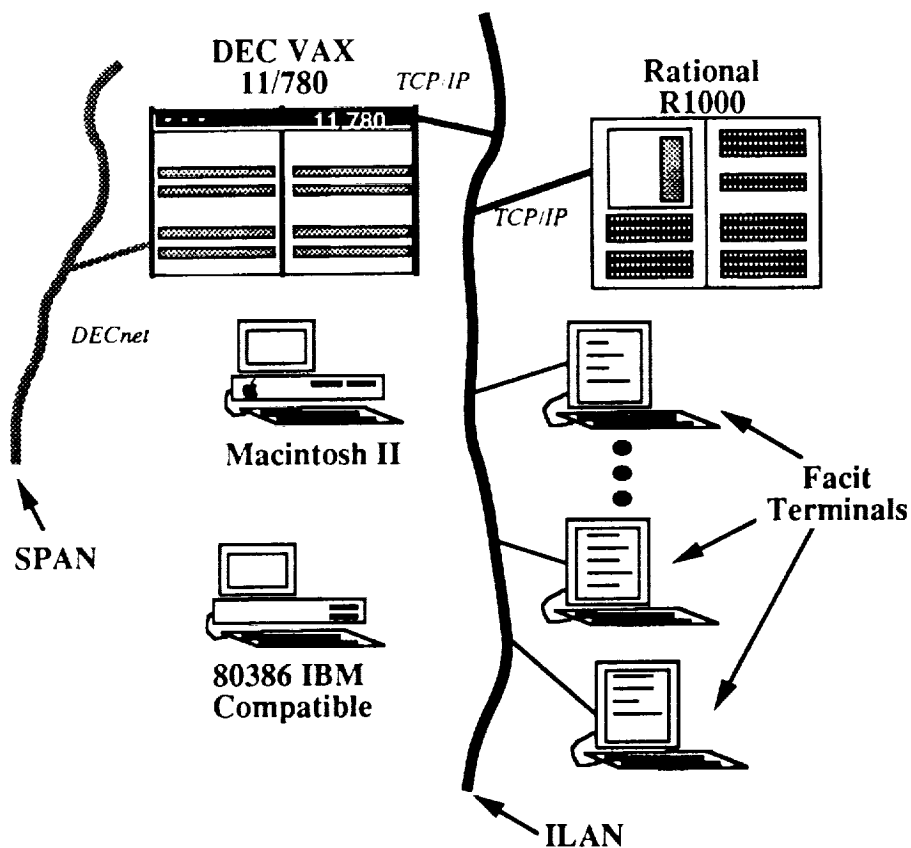 DEC VAX
11/780
TCP/IP
Rational
R1000
11,780
TCP/IP
DECnet
Macintosh II
Facit
Terminals
SPAN
80386 IBM
Compatible
ILAN